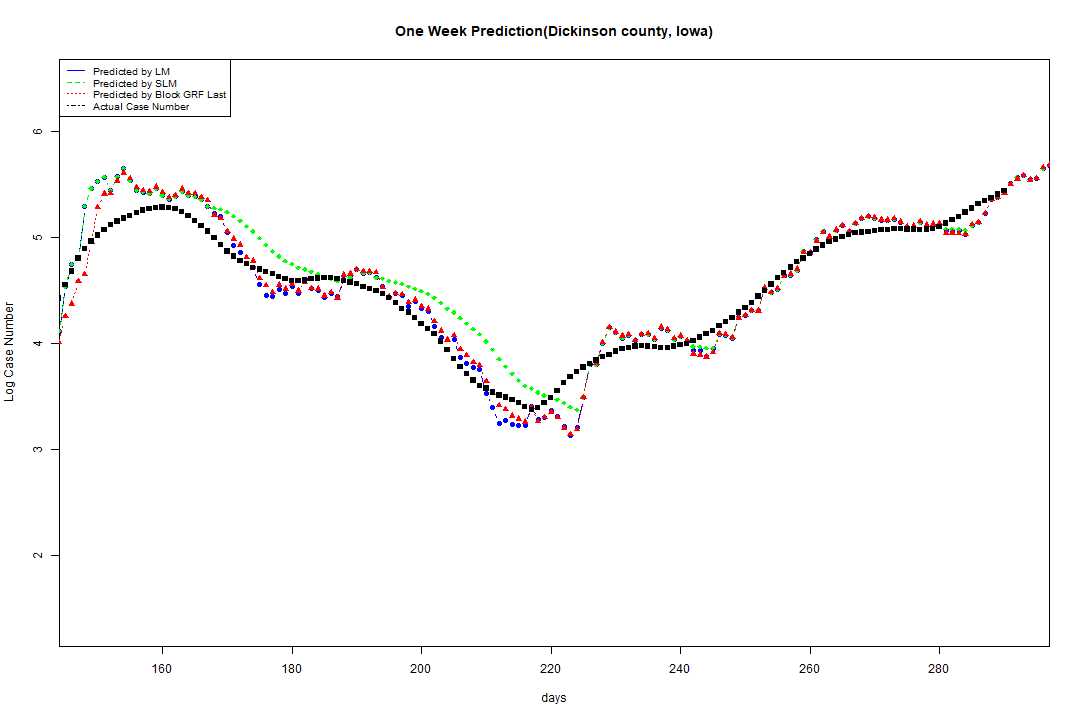 One Week Prediction(Dickinson county, Iowa)
Predicted by LM
Predicted by SLM
Predicted by Block GRF Last
Actual Case Number
6
5
4
3
2
Log Case Number
160 180 200 220 240 260 280
days